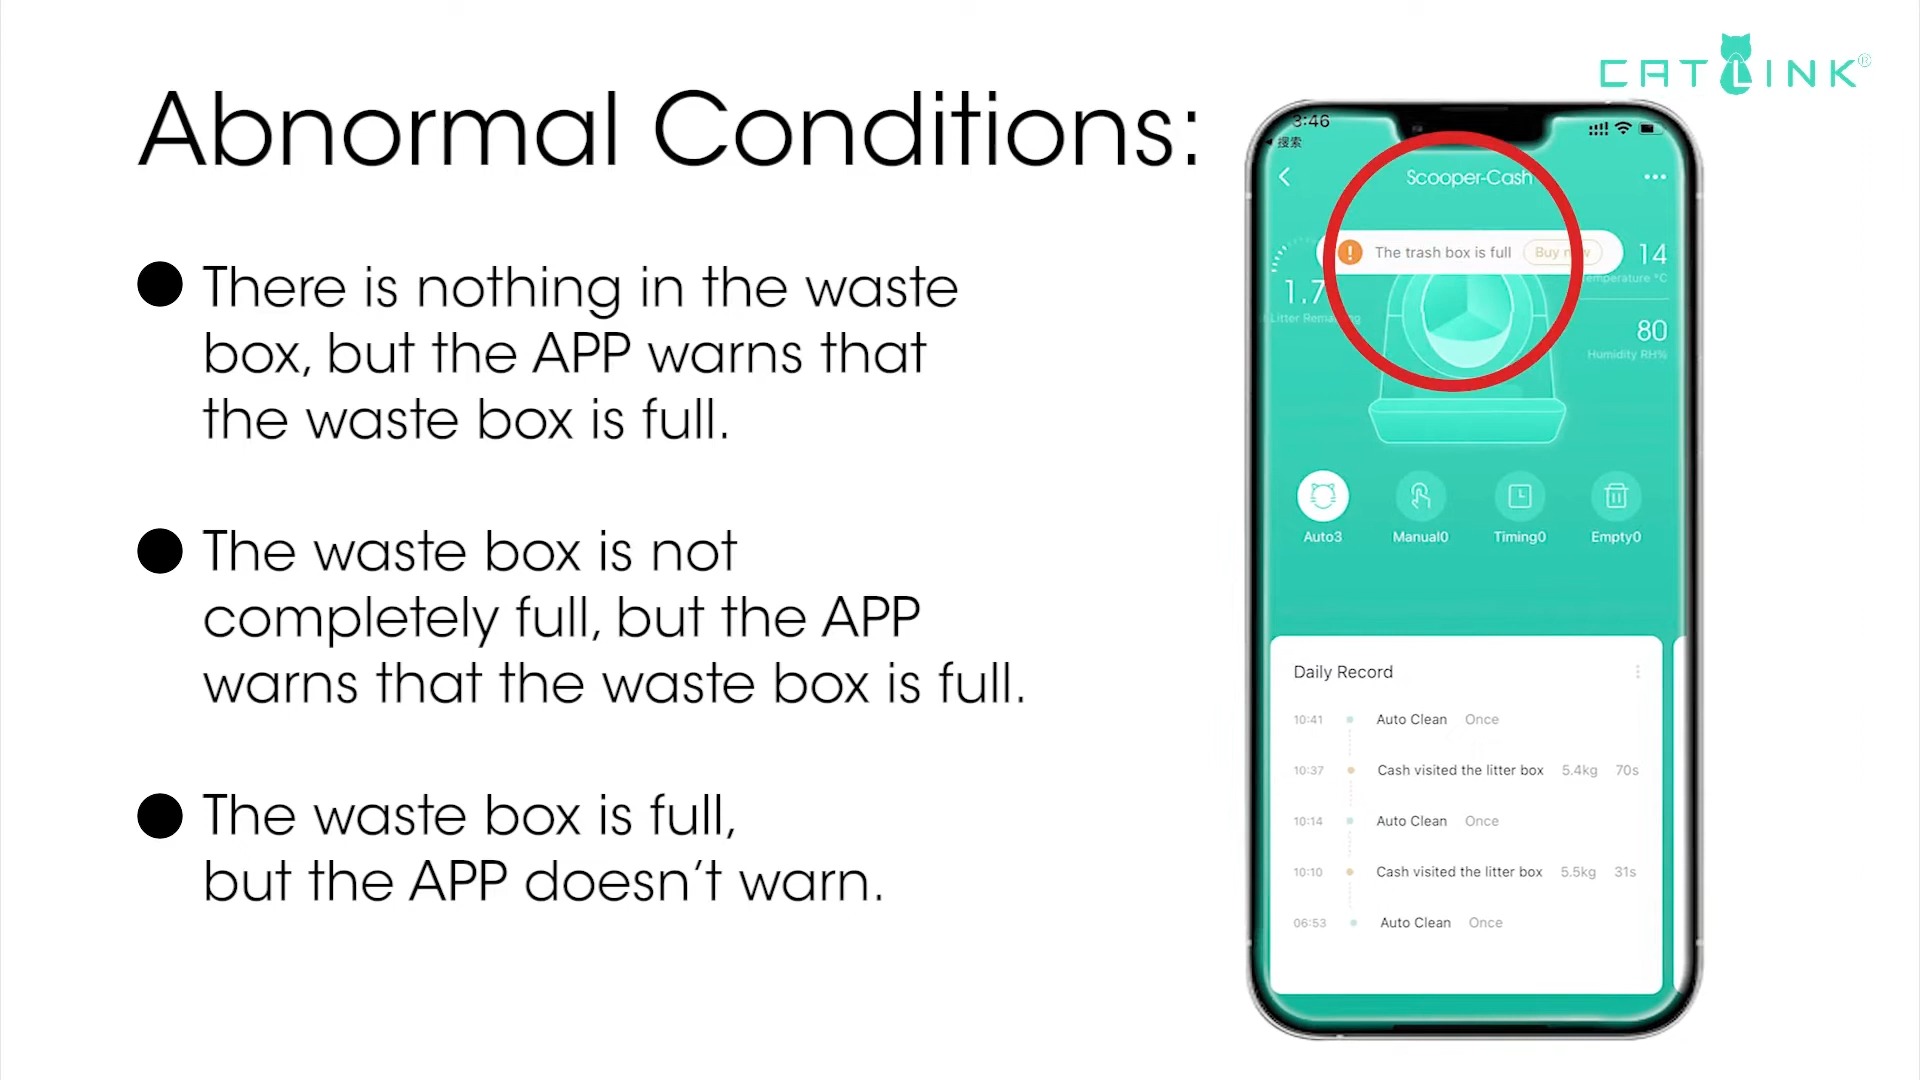 CATLINK®
Abnormal Conditions:
There is nothing in the waste
box, but the APP warns that
the waste box is full.
The waste box is not
completely full, but the APP
warns that the waste box is full.
The waste box is full,
but the APP doesn't warn.
3:46
搜索
Scooper-Cash
The trash box is full
14
1.7
80
Humidity RH%
Auto3 Manual0 Timing0 Empty0
Daily Record
10:41 Auto Clean Once
10:37 Cash visited the litter box 5.4kg 70s
10:14 Auto Clean Once
10:10 Cash visited the litter box 5.5kg 31s
06:53 Auto Clean Once